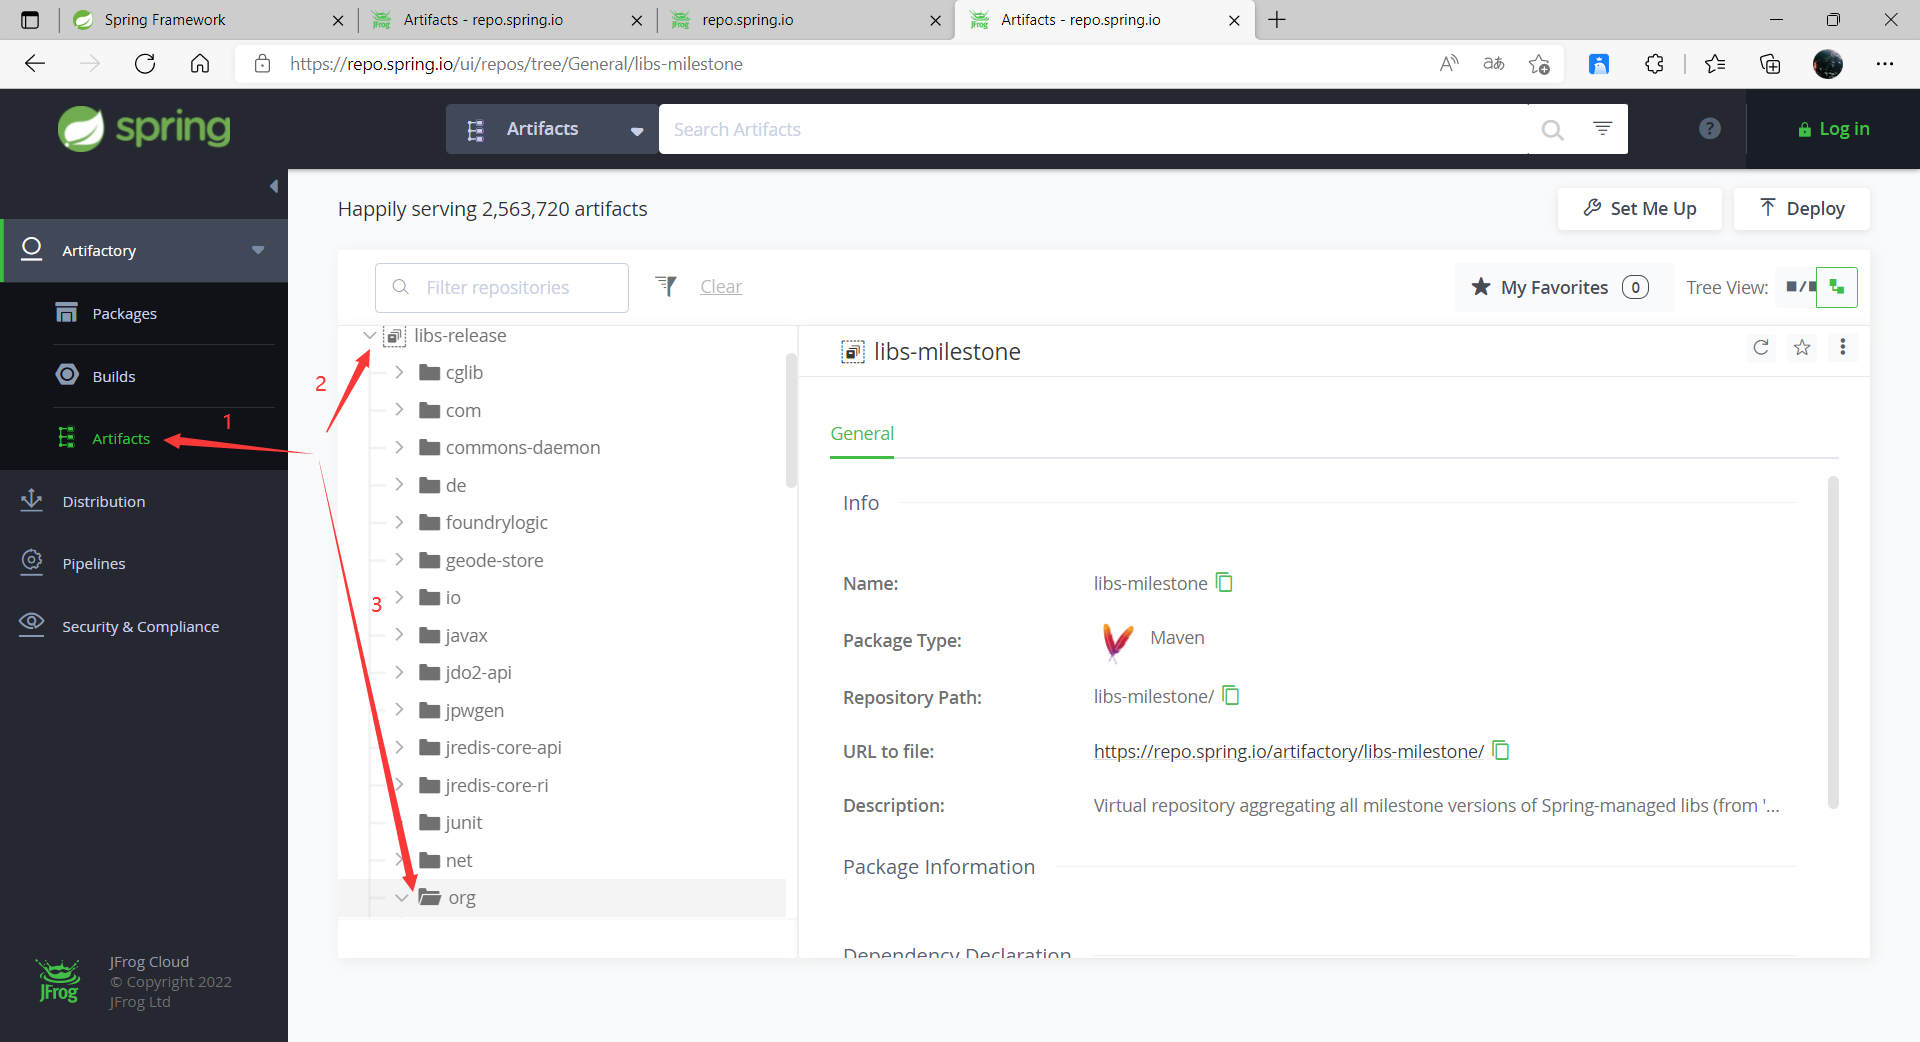 Spring Framework
Artifacts - repo.spring.io
repo.spring.io
Artifacts - repo.spring.io
https://repo.spring.io/ui/repos/tree/General/libs-milestone
spring
Artifacts
Search Artifacts
Log in
Happily serving 2,563,720 artifacts
Set Me Up
Deploy
Artifactory
Packages
Builds
Artifacts
Distribution
Pipelines
Security & Compliance
JFrog
JFrog Cloud
© Copyright 2022
JFrog Ltd
Filter repositories
Clear
My Favorites 0
Tree View:
1
2
3
libs-release
cglib
com
commons-daemon
de
foundrylogic
geode-store
io
javax
jdo2-api
jpwgen
jredis-core-api
jredis-core-ri
junit
net
org
libs-milestone
General
Info
Name: libs-milestone
Package Type: Maven
Repository Path: libs-milestone/
URL to file: https://repo.spring.io/artifactory/libs-milestone/
Description: Virtual repository aggregating all milestone versions of Spring-managed libs (from '...
Package Information
Dependency Declaration